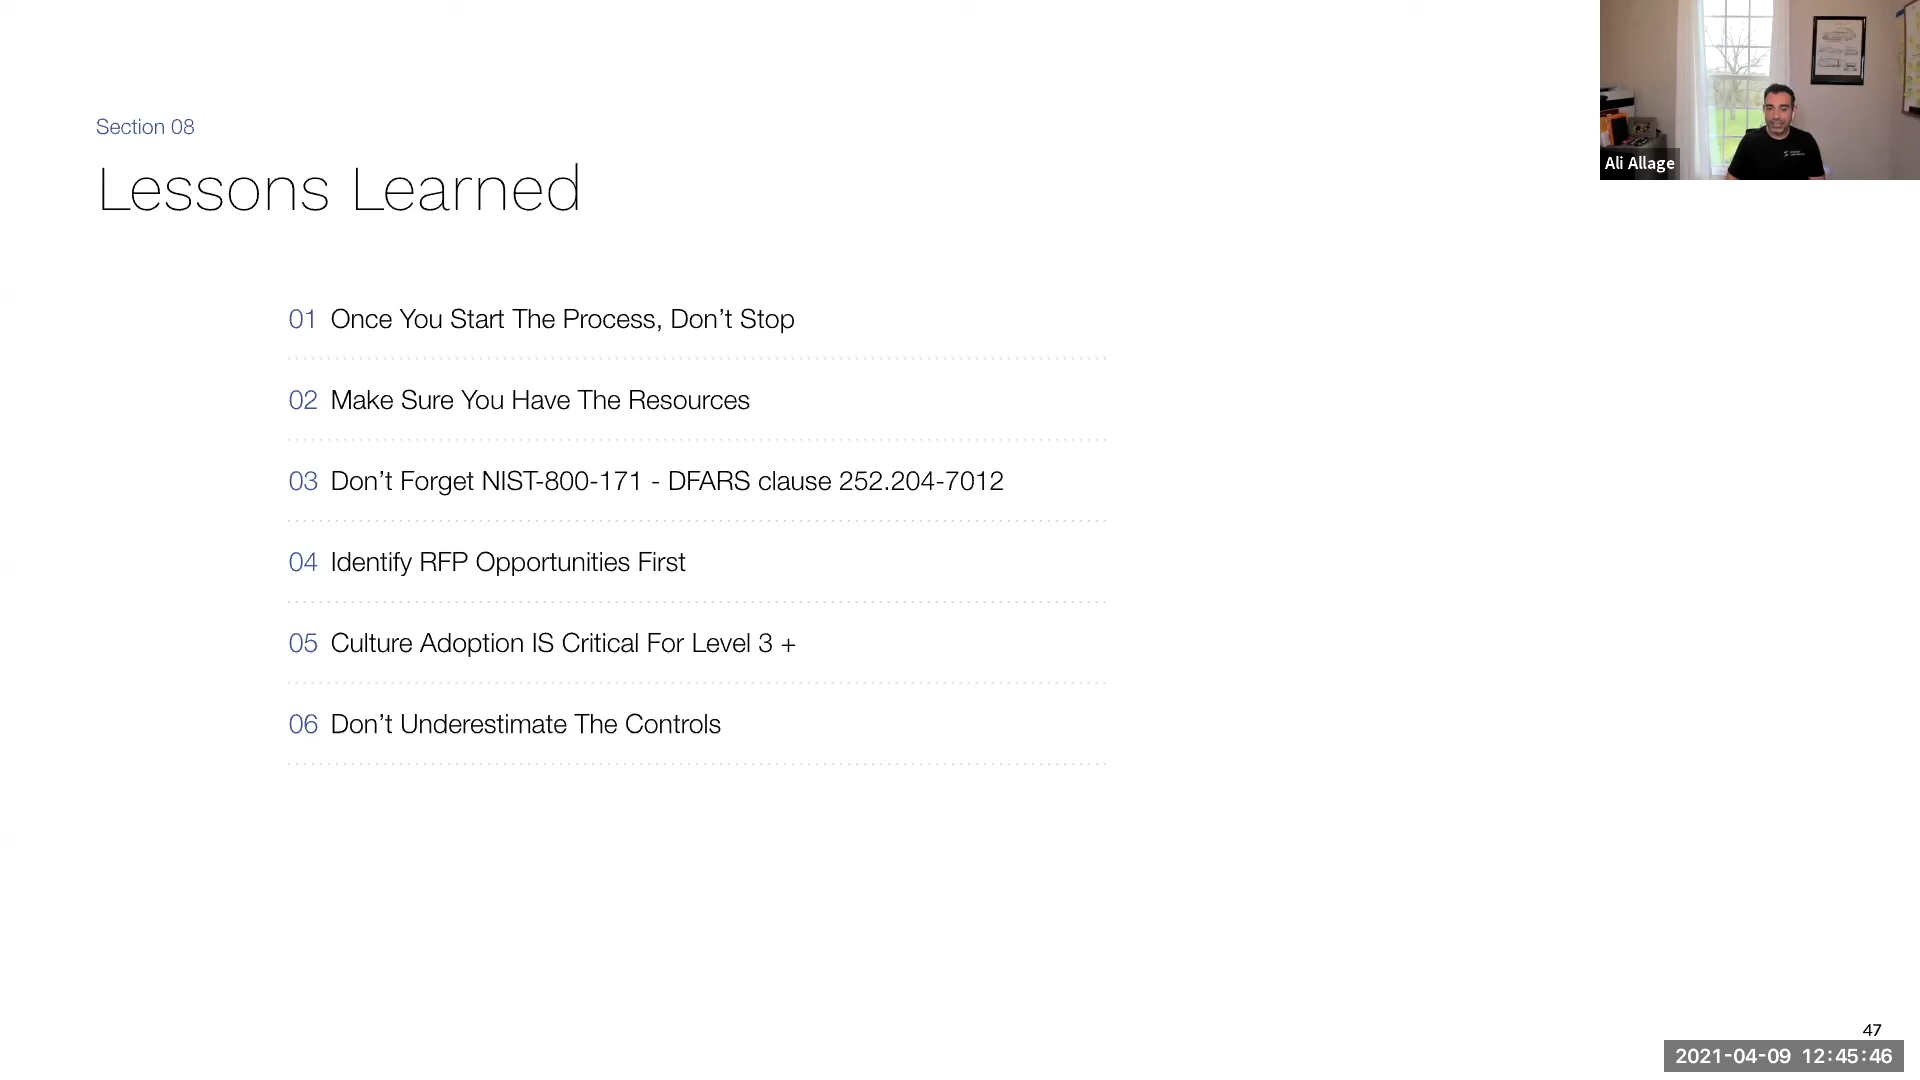 Section 08
Lessons Learned
01 Once You Start The Process, Don’t Stop
02 Make Sure You Have The Resources
03 Don’t Forget NIST-800-171 - DFARS clause 252.204-7012
04 Identify RFP Opportunities First
05 Culture Adoption IS Critical For Level 3 +
06 Don’t Underestimate The Controls
Ali Allage
47
2021-04-09 12:45:46